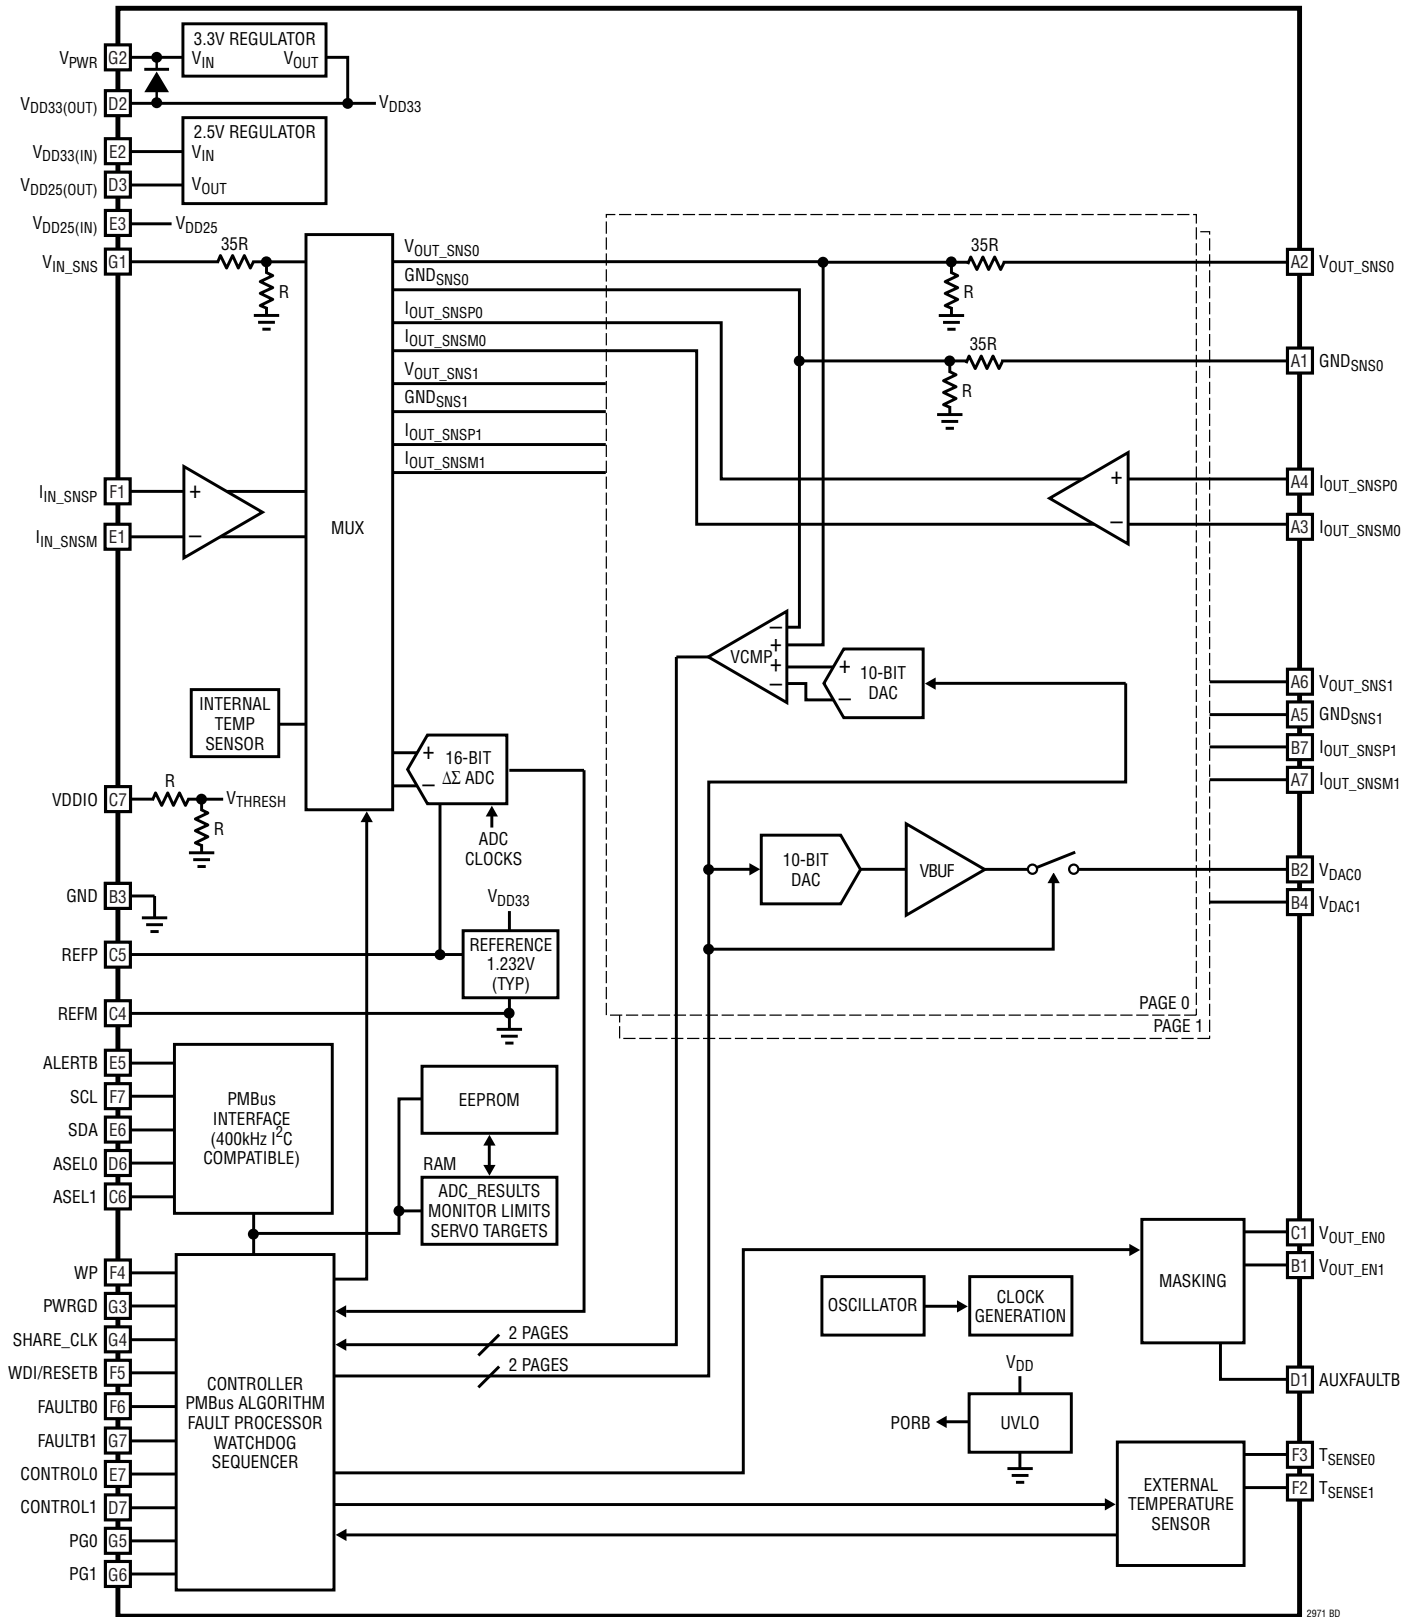 3.3V REGULATOR
VPWR G2 VIN VOUT
VDD33(OUT) D2 VDD33
2.5V REGULATOR
VDD33(IN) E2 VIN
VDD25(OUT) D3 VOUT
VDD25(IN) E3 VDD25
VIN_SNS G1 35R
R
MUX
VOUT_SNS0
GNDSNS0
IOUT_SNSP0
IOUT_SNSM0
VOUT_SNS1
GNDSNS1
IOUT_SNSP1
IOUT_SNSM1
35R
R
A2 VOUT_SNS0
35R
R
A1 GNDSNS0
IIN_SNSP F1 +
IIN_SNSM E1 −
+ A4 IOUT_SNSP0
− A3 IOUT_SNSM0
VCMP
−
+
+
−
+
−
10-BIT
DAC
A6 VOUT_SNS1
A5 GNDSNS1
B7 IOUT_SNSP1
A7 IOUT_SNSM1
INTERNAL
TEMP
SENSOR
+
−
16-BIT
ΔΣ ADC
ADC
CLOCKS
VDDIO C7 R VTHRESH
R
10-BIT
DAC
VBUF
B2 VDAC0
B4 VDAC1
GND B3
VDD33
REFP C5
REFERENCE
1.232V
(TYP)
REFM C4
PAGE 0
PAGE 1
ALERTB E5
SCL F7
SDA E6
ASEL0 D6
ASEL1 C6
PMBus
INTERFACE
(400kHz I2C
COMPATIBLE)
EEPROM
RAM
ADC_RESULTS
MONITOR LIMITS
SERVO TARGETS
WP F4
PWRGD G3
SHARE_CLK G4
WDI/RESETB F5
FAULTB0 F6
FAULTB1 G7
CONTROL0 E7
CONTROL1 D7
PG0 G5
PG1 G6
CONTROLLER
PMBus ALGORITHM
FAULT PROCESSOR
WATCHDOG
SEQUENCER
2 PAGES
2 PAGES
OSCILLATOR
CLOCK
GENERATION
MASKING
C1 VOUT_EN0
B1 VOUT_EN1
D1 AUXFAULTB
VDD
PORB
UVLO
EXTERNAL
TEMPERATURE
SENSOR
F3 TSENSE0
F2 TSENSE1
2971 BD